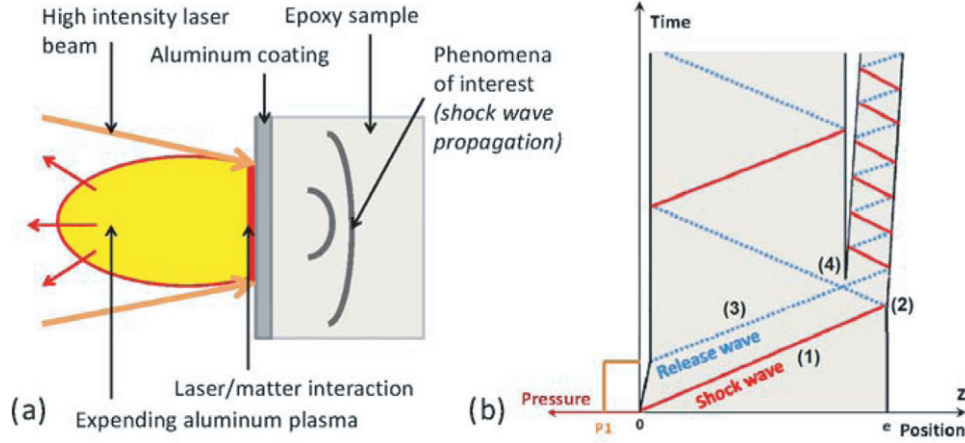 High intensity laser
beam
Aluminum coating
Epoxy sample
Phenomena
of interest
(shock wave
propagation)
Laser/matter interaction
Expending aluminum plasma
(a)
Time
(4)
(2)
(3)
(1)
Release wave
Shock wave
(b)
Pressure
P1
0
e
Z
Position